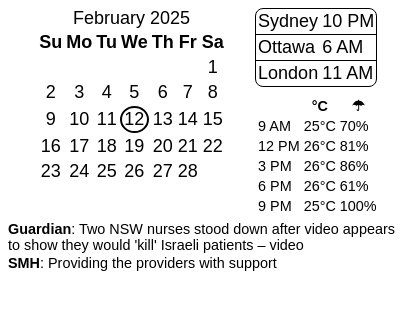 February 2025
Su Mo Tu We Th Fr Sa
1
2 3 4 5 6 7 8
9 10 11 12 13 14 15
16 17 18 19 20 21 22
23 24 25 26 27 28
Sydney 10 PM
Ottawa 6 AM
London 11 AM
°C ☂
9 AM 25°C 70%
12 PM 26°C 81%
3 PM 26°C 86%
6 PM 26°C 61%
9 PM 25°C 100%
Guardian: Two NSW nurses stood down after video appears
to show they would 'kill' Israeli patients – video
SMH: Providing the providers with support